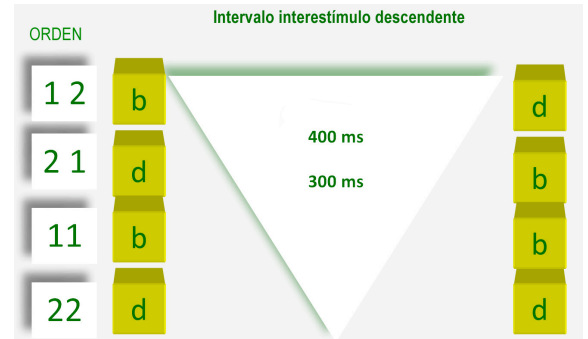 Intervalo interestímulo descendente
ORDEN
1 2 b d
400 ms
2 1 d b
300 ms
11 b b
22 d d